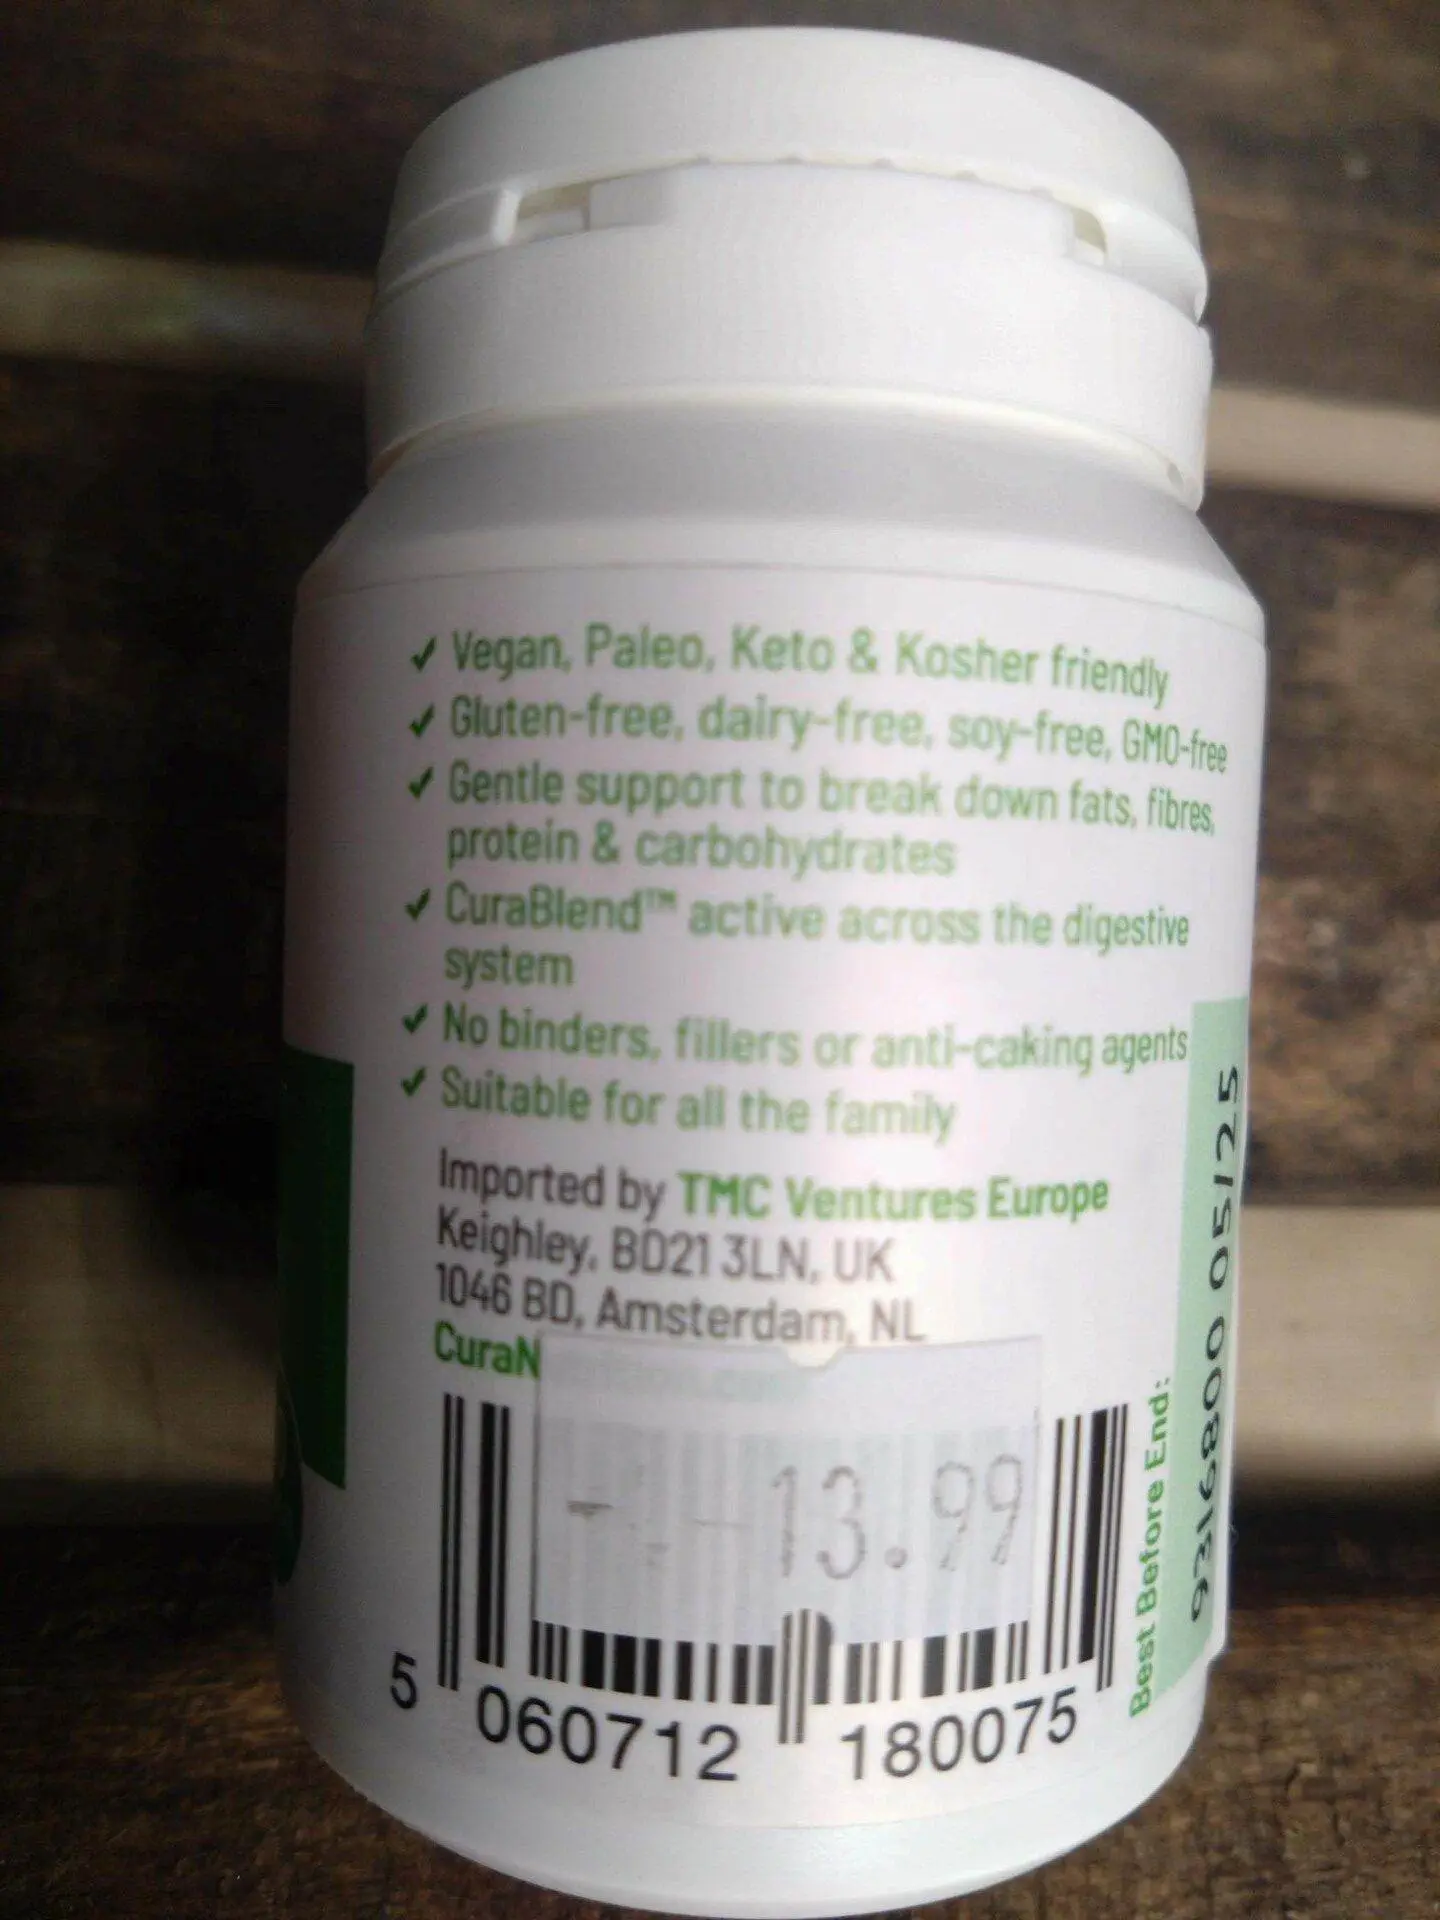 ✓ Vegan, Paleo, Keto & Kosher friendly
✓ Gluten-free, dairy-free, soy-free, GMO-free
✓ Gentle support to break down fats, fibres,
protein & carbohydrates
✓ CuraBlend™ active across the digestive
system
✓ No binders, fillers or anti-caking agents
✓ Suitable for all the family
Imported by TMC Ventures Europe
Keighley, BD21 3LN, UK
1046 BD, Amsterdam, NL
CuraN
13.99
5 060712 180075
Best Before End:
9316800 05/25